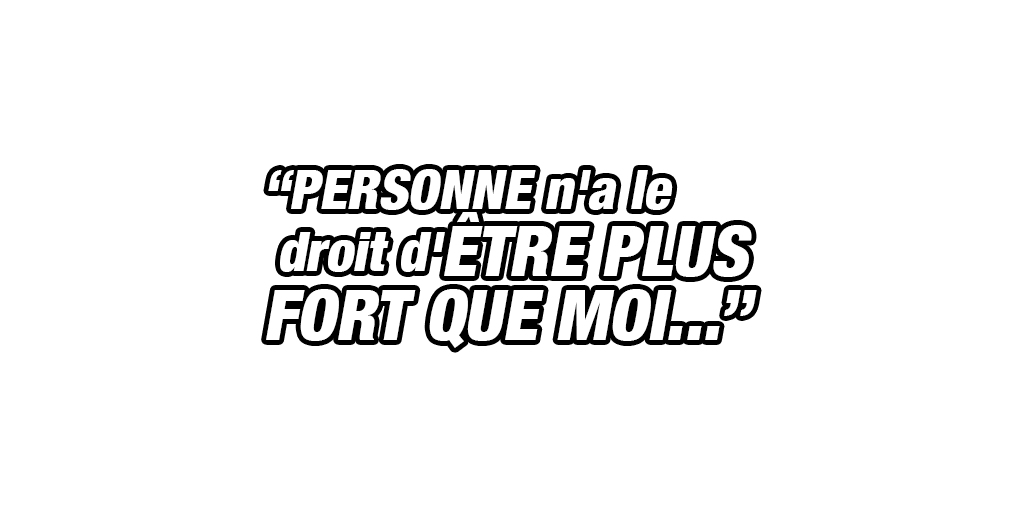 “PERSONNE n'a le
droit d'ÊTRE PLUS
FORT QUE MOI...”